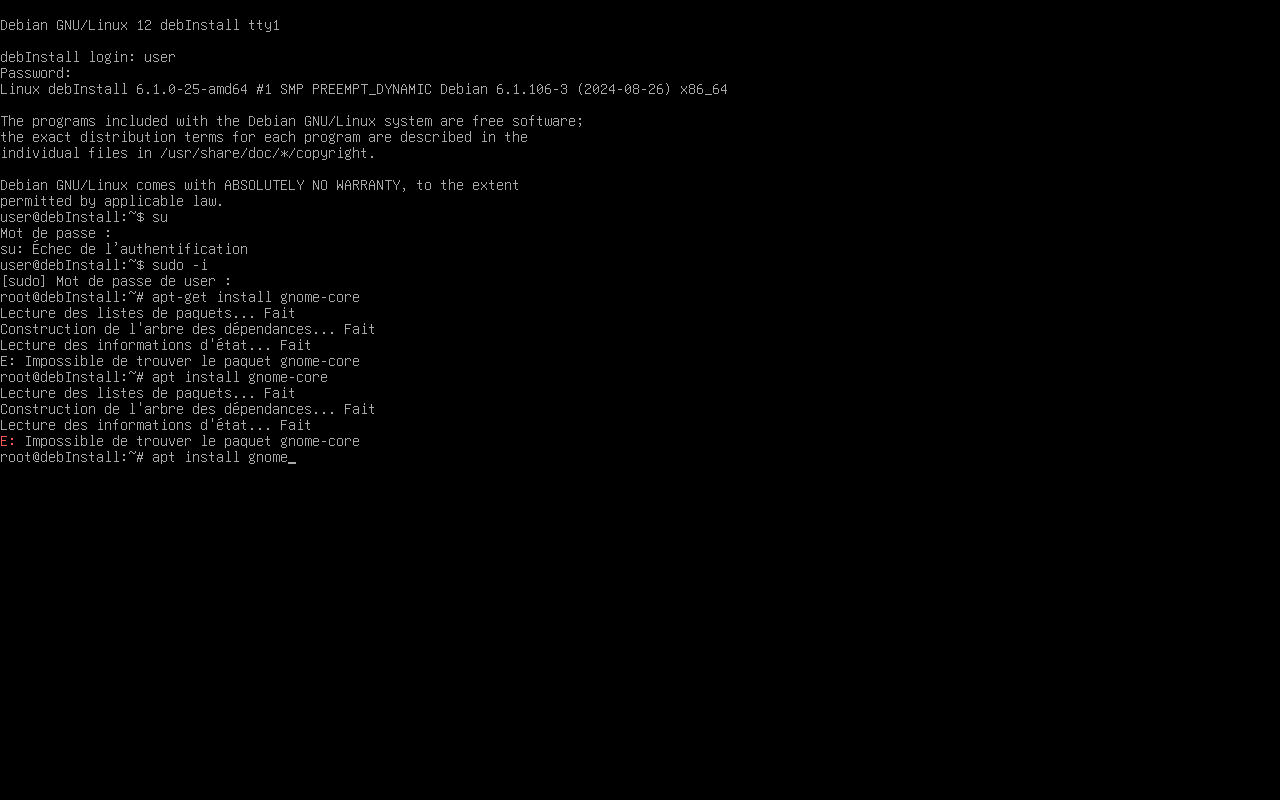 Debian GNU/Linux 12 debInstall tty1
debInstall login: user
Password:
Linux debInstall 6.1.0-25-amd64 #1 SMP PREEMPT_DYNAMIC Debian 6.1.106-3 (2024-08-26) x86_64
The programs included with the Debian GNU/Linux system are free software;
the exact distribution terms for each program are described in the
individual files in /usr/share/doc/*/copyright.
Debian GNU/Linux comes with ABSOLUTELY NO WARRANTY, to the extent
permitted by applicable law.
user@debInstall:~$ su
Mot de passe :
su: Échec de l’authentification
user@debInstall:~$ sudo -i
[sudo] Mot de passe de user :
root@debInstall:~# apt-get install gnome-core
Lecture des listes de paquets... Fait
Construction de l'arbre des dépendances... Fait
Lecture des informations d'état... Fait
E: Impossible de trouver le paquet gnome-core
root@debInstall:~# apt install gnome-core
Lecture des listes de paquets... Fait
Construction de l'arbre des dépendances... Fait
Lecture des informations d'état... Fait
E: Impossible de trouver le paquet gnome-core
root@debInstall:~# apt install gnome_